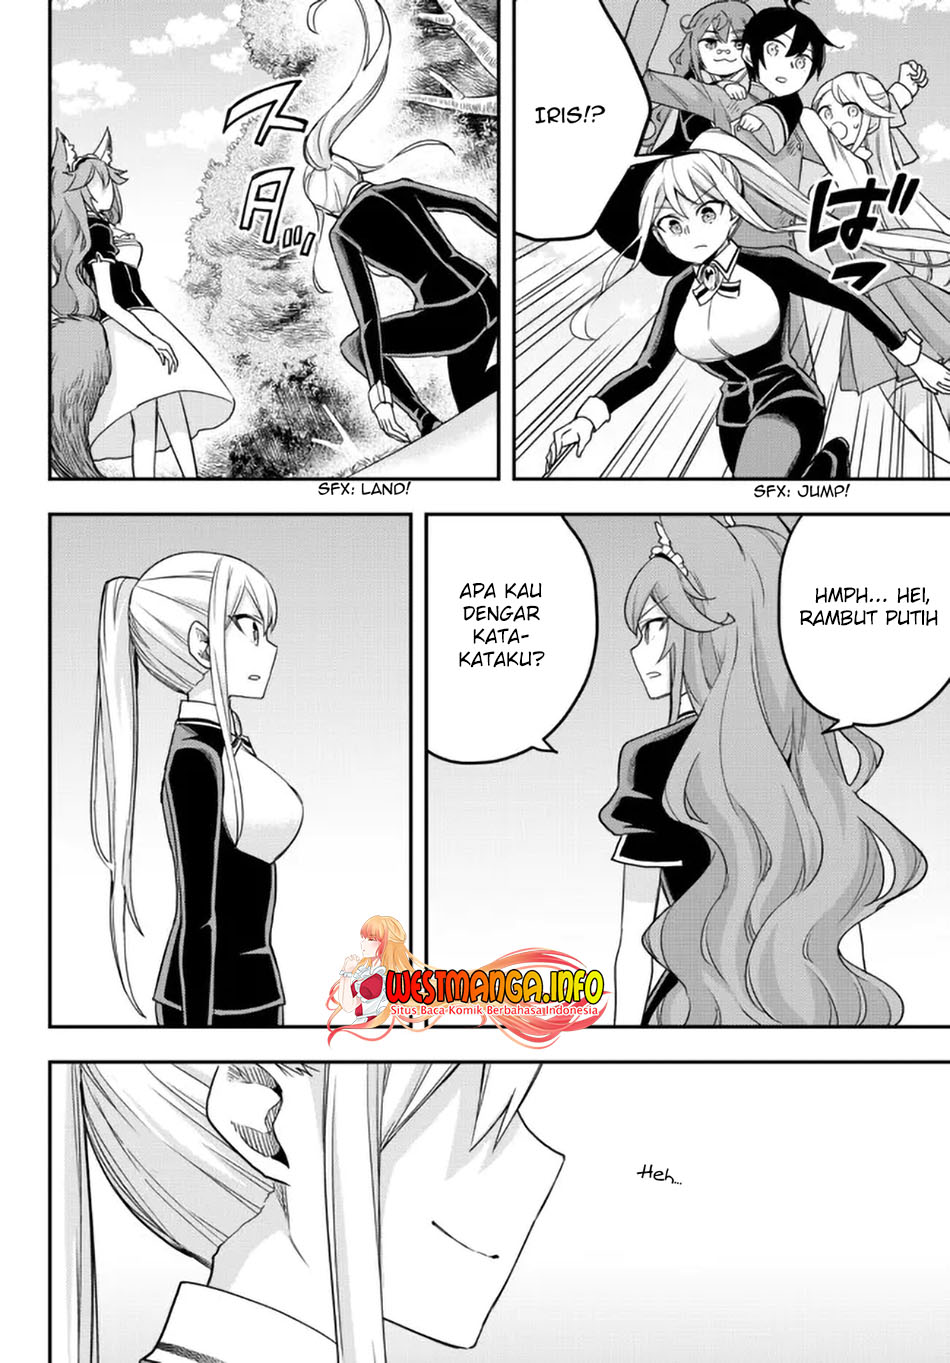 IRIS!?
ばっ
SFX: JUMP!
スタ...
SFX: LAND!
HMPH... HEI,
RAMBUT PUTIH
APA KAU
DENGAR
KATA-
KATAKU?
WESTMANGA.INFO
Situs Baca Komik Berbahasa Indonesia
Heh...